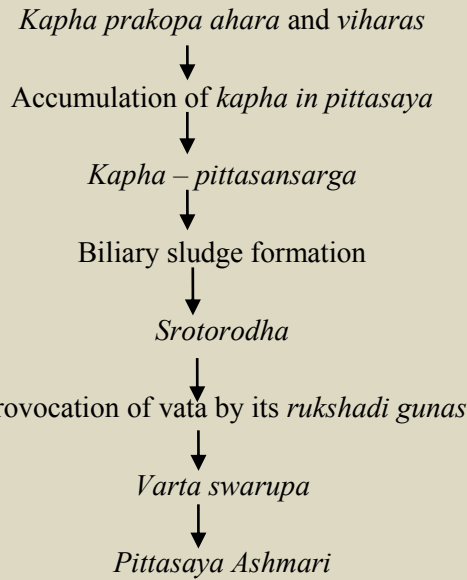 Kapha prakopa ahara and viharas
Accumulation of kapha in pittasaya
Kapha – pittasansarga
Biliary sludge formation
Srotorodha
rovocation of vata by its rukshadi gunas
Varta swarupa
Pittasaya Ashmari